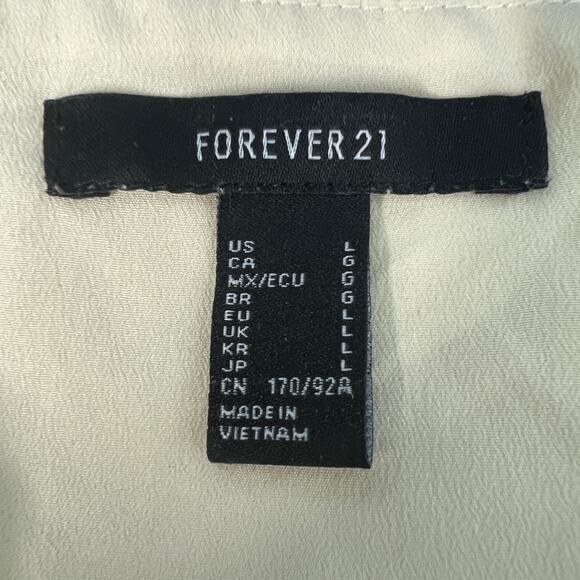 FOREVER 21
US L
CA G
MX/ECU G
BR G
EU L
UK L
KR L
JP L
CN 170/92A
MADE IN
VIETNAM